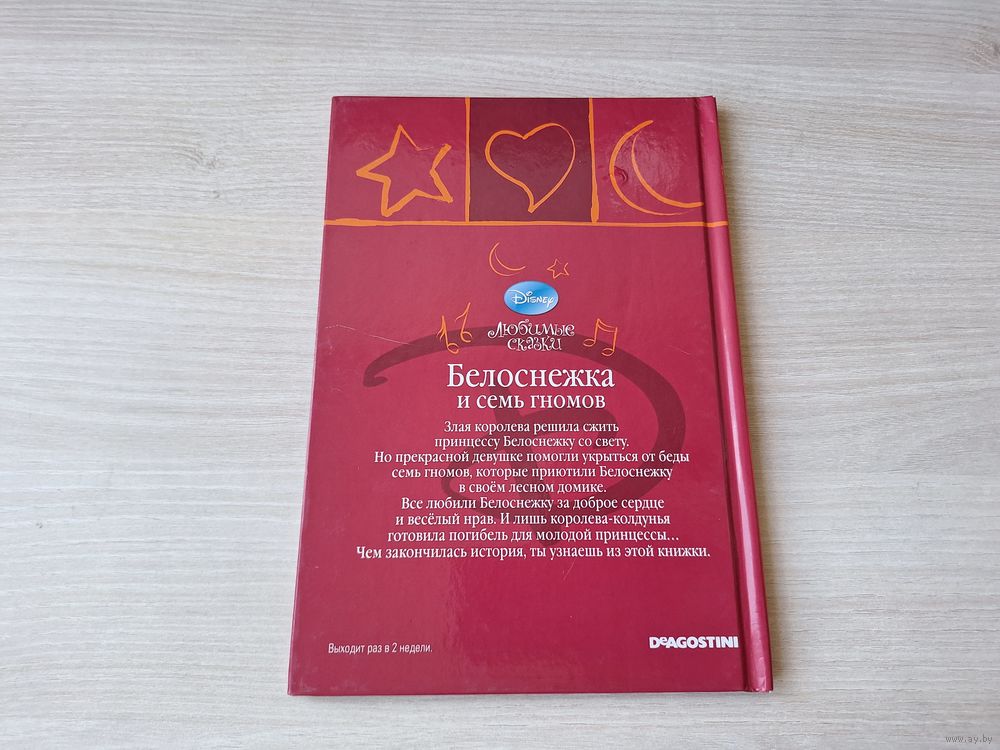 Disney
Любимые
сказки
Белоснежка
и семь гномов
Злая королева решила сжить
принцессу Белоснежку со свету.
Но прекрасной девушке помогли укрыться от беды
семь гномов, которые приютили Белоснежку
в своём лесном домике.
Все любили Белоснежку за доброе сердце
и весёлый нрав. И лишь королева-колдунья
готовила погибель для молодой принцессы...
Чем закончилась история, ты узнаешь из этой книжки.
Выходит раз в 2 недели.
DeAGOSTINI
www.ay.by